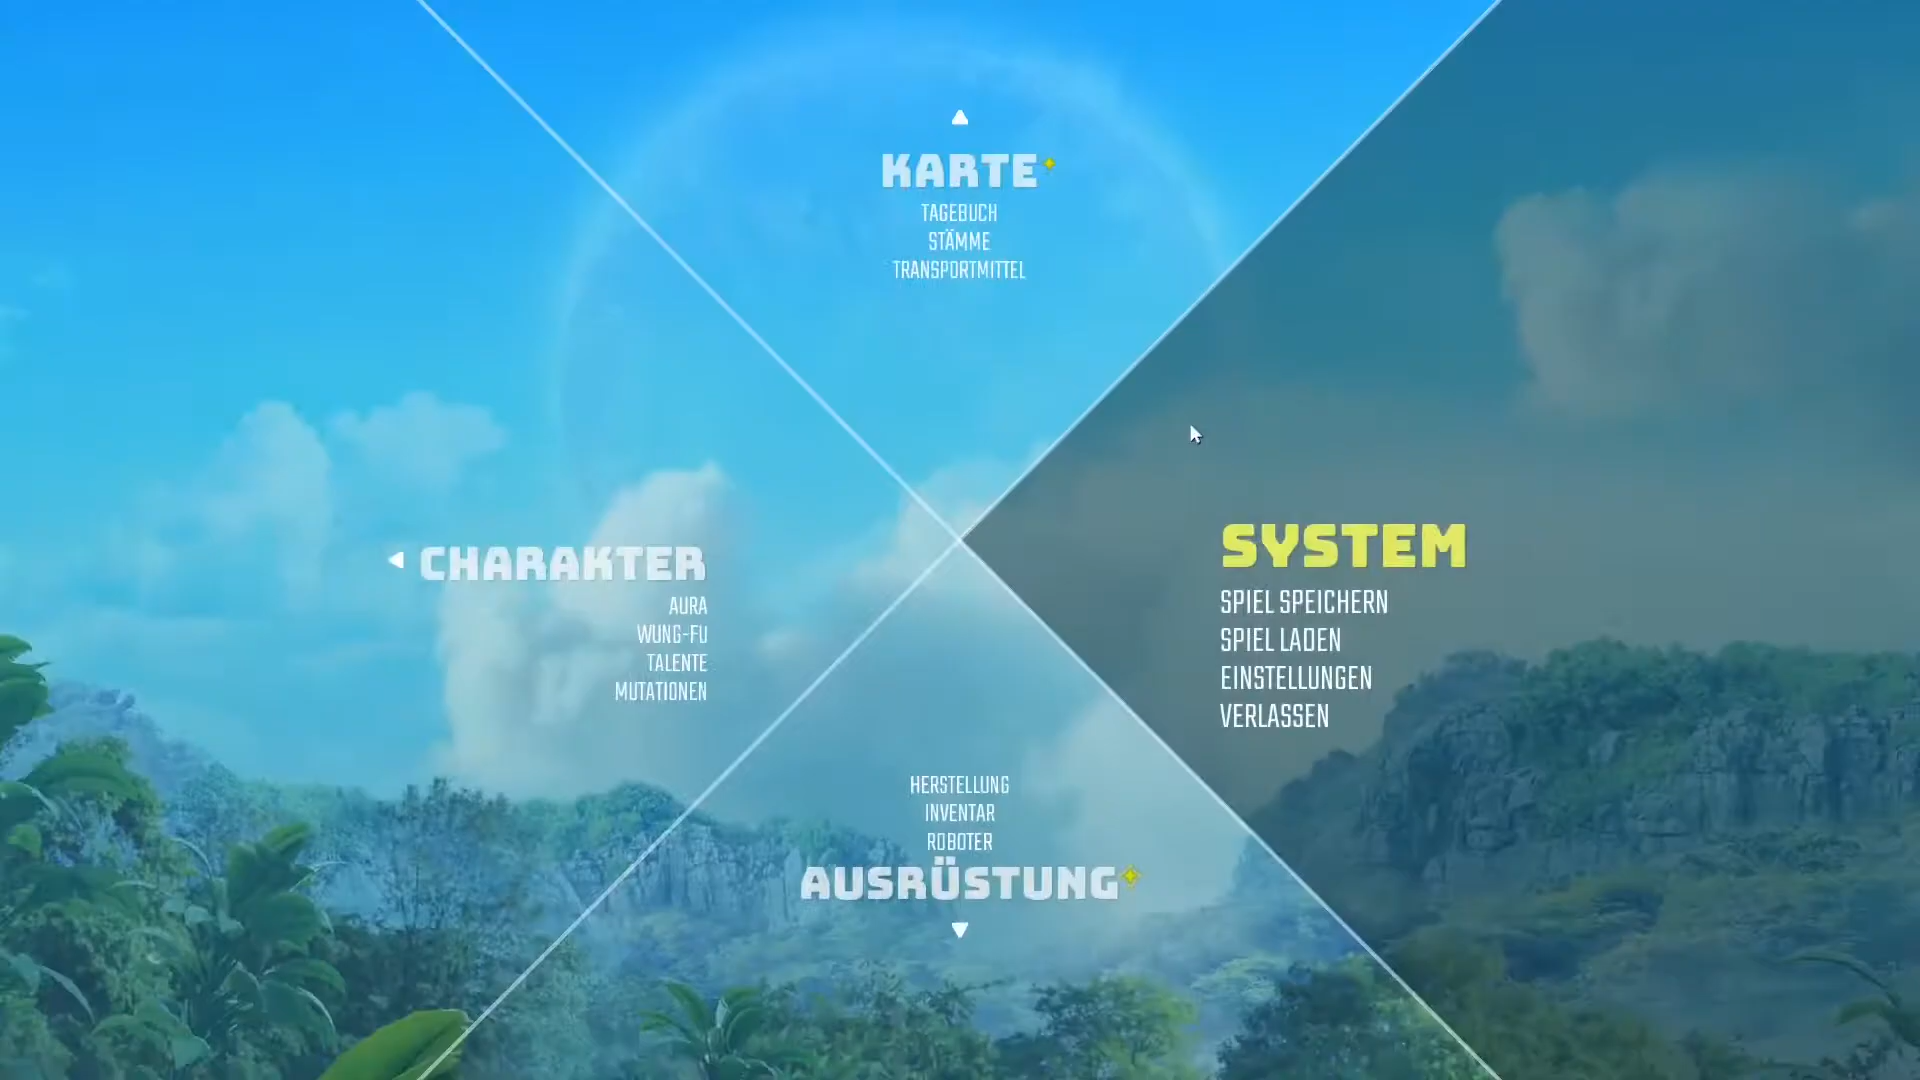 KARTE
TAGEBUCH
STÄMME
TRANSPORTMITTEL
CHARAKTER
AURA
WUNG-FU
TALENTE
MUTATIONEN
SYSTEM
SPIEL SPEICHERN
SPIEL LADEN
EINSTELLUNGEN
VERLASSEN
HERSTELLUNG
INVENTAR
ROBOTER
AUSRÜSTUNG